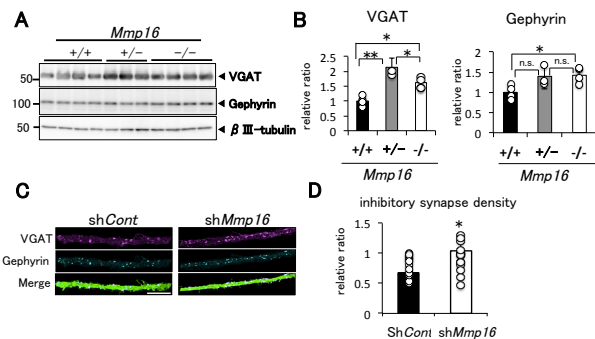 A
Mmp16
+/+ +/− −/−
50
VGAT
100
Gephyrin
50
βⅢ-tubulin
B
VGAT
relative ratio
2.5
2
1.5
1
0.5
0
**
*
*
+/+ +/− -/-
Mmp16
Gephyrin
relative ratio
2.5
2
1.5
1
0.5
0
*
n.s. n.s.
+/+ +/− -/-
Mmp16
C
shCont shMmp16
VGAT
Gephyrin
Merge
D
inhibitory synapse density
relative ratio
1.5
1
0.5
0
*
ShCont shMmp16